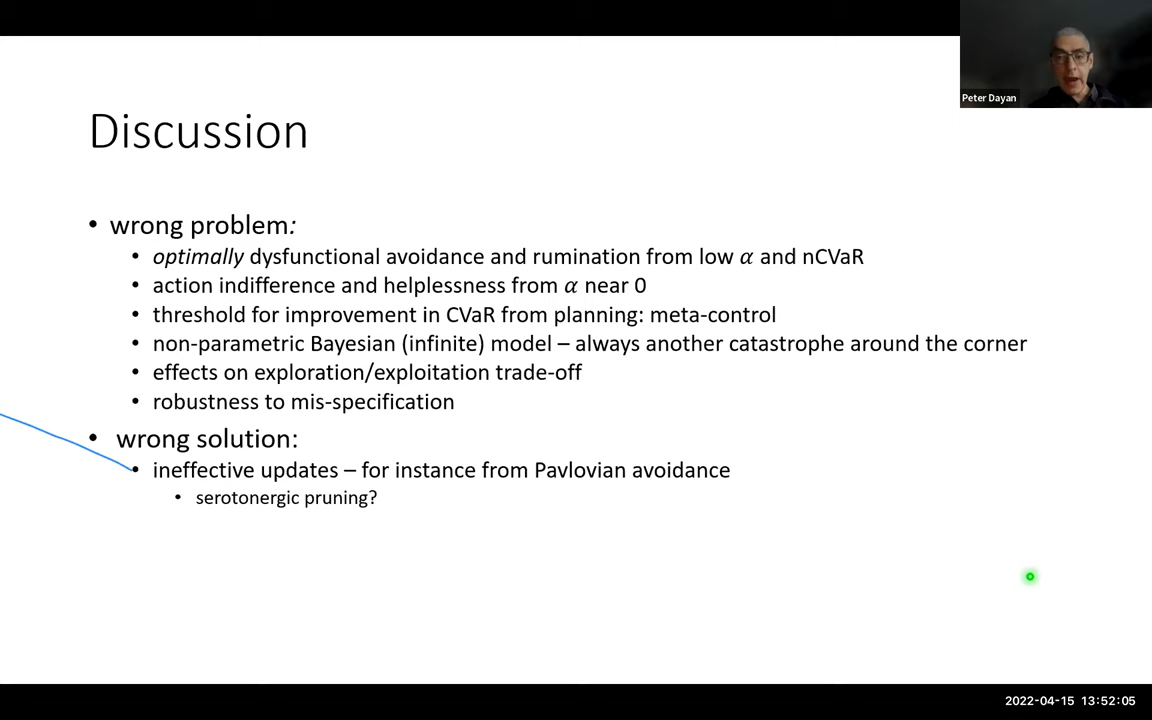 Peter Dayan
Discussion
• wrong problem:
• optimally dysfunctional avoidance and rumination from low α and nCVaR
• action indifference and helplessness from α near 0
• threshold for improvement in CVaR from planning: meta-control
• non-parametric Bayesian (infinite) model – always another catastrophe around the corner
• effects on exploration/exploitation trade-off
• robustness to mis-specification
• wrong solution:
• ineffective updates – for instance from Pavlovian avoidance
• serotonergic pruning?
2022-04-15 13:52:05